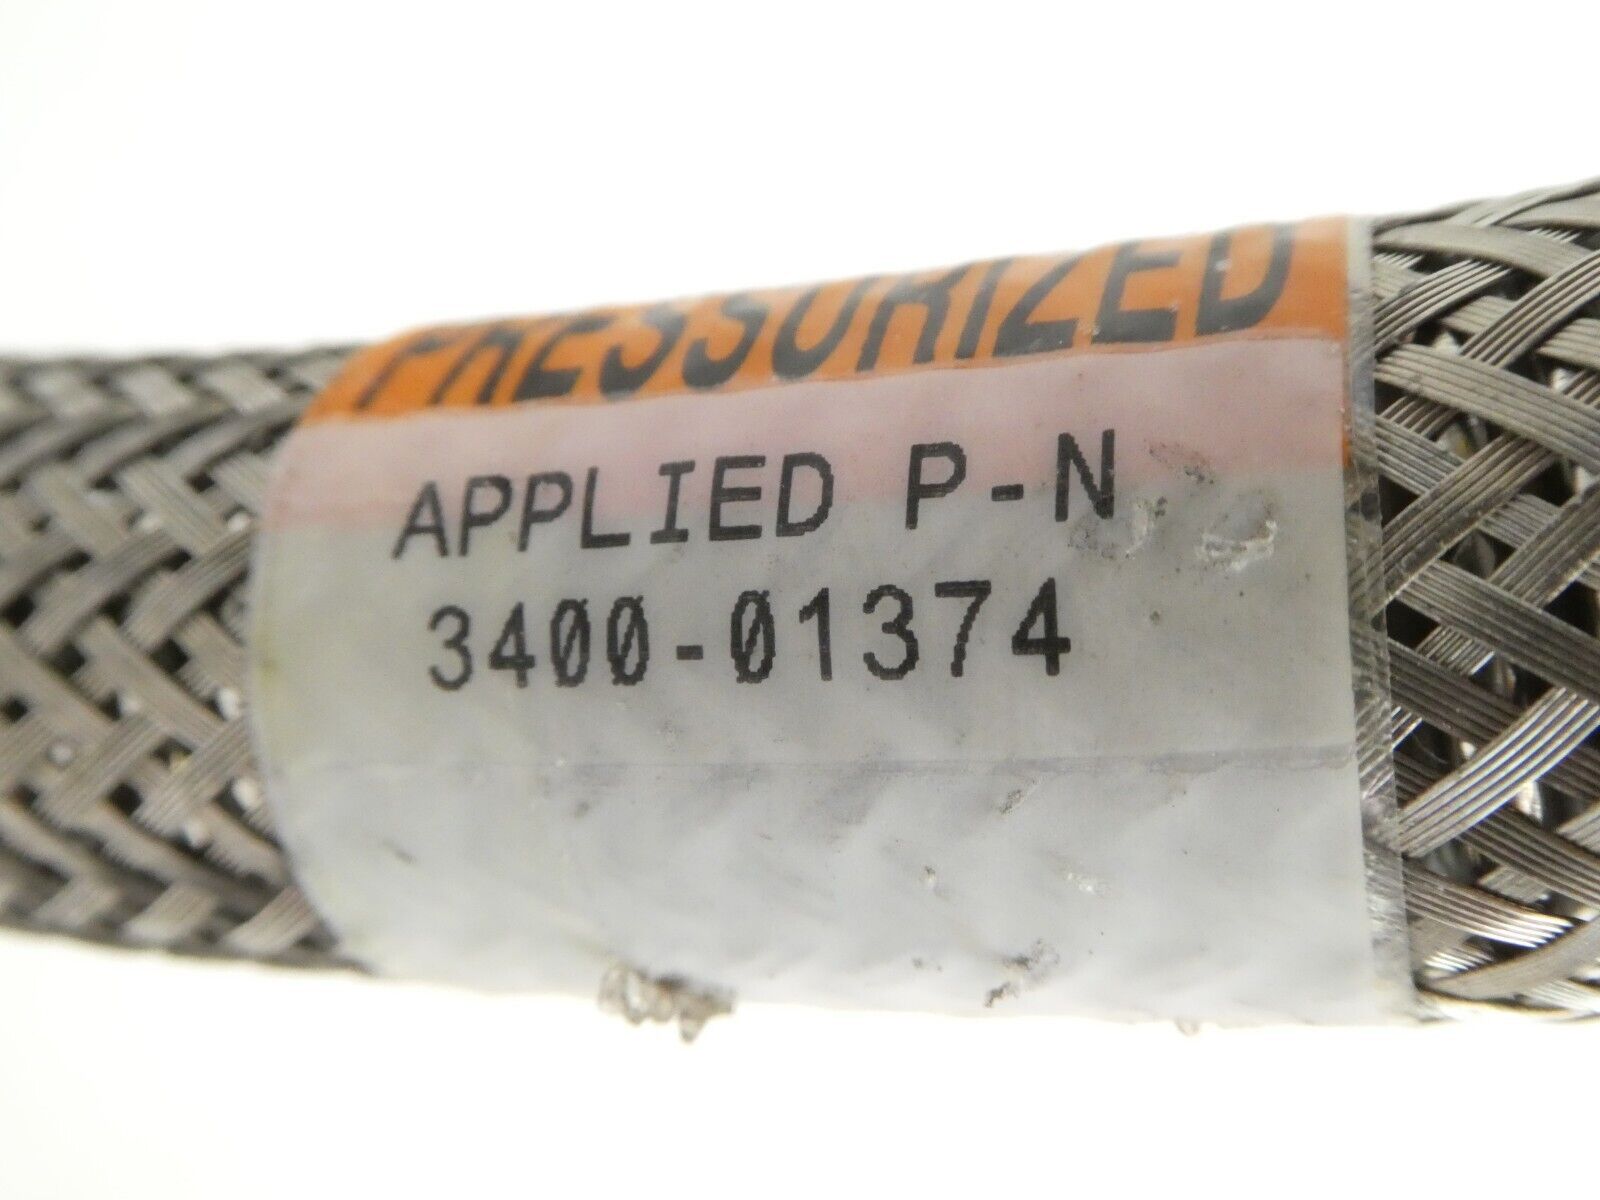 PRESSURIZED
APPLIED P-N
3400-01374